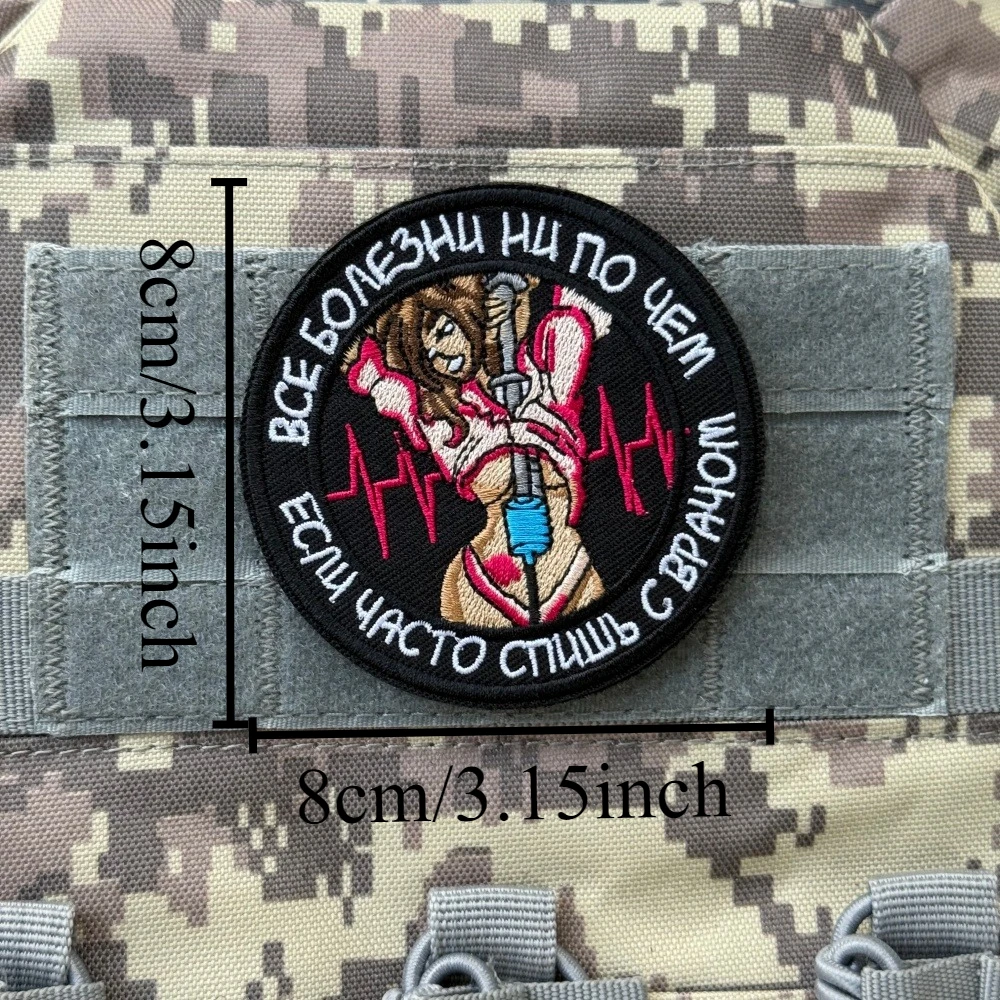 ВСЕ БОЛЕЗНИ НИ ПО ЧЕМ
ЕСЛИ ЧАСТО СПИШЬ С ВРАЧОМ
8cm/3.15inch
8cm/3.15inch